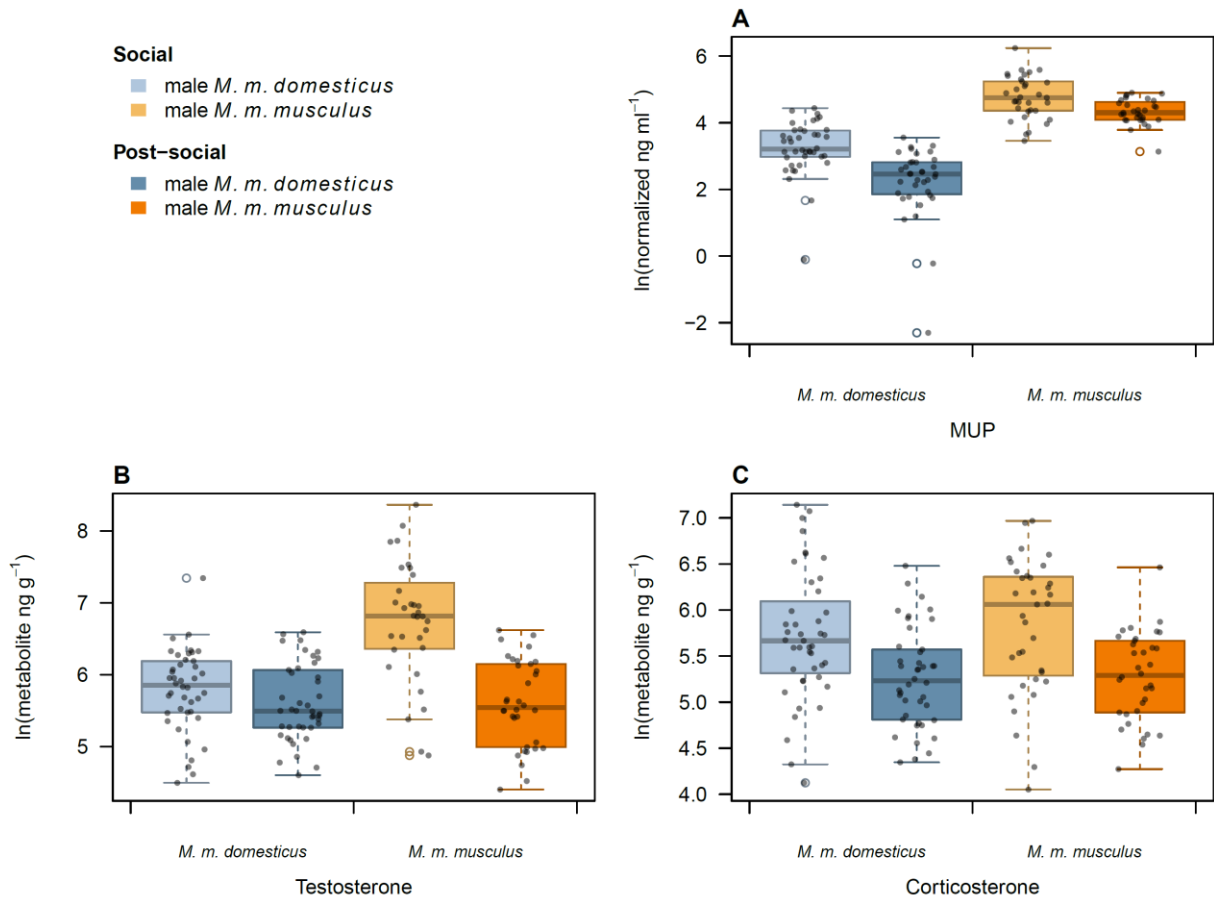 Social
male M. m. domesticus
male M. m. musculus
Post−social
male M. m. domesticus
male M. m. musculus
A
ln(normalized ng ml⁻¹)
6
4
2
0
−2
M. m. domesticus M. m. musculus
MUP
B
ln(metabolite ng g⁻¹)
8
7
6
5
M. m. domesticus M. m. musculus
Testosterone
C
ln(metabolite ng g⁻¹)
7.0
6.5
6.0
5.5
5.0
4.5
4.0
M. m. domesticus M. m. musculus
Corticosterone